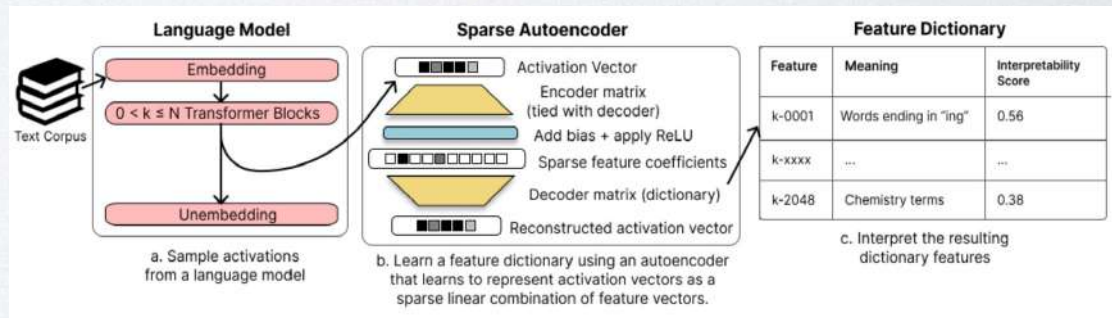 Language Model
Embedding
0 < k ≤ N Transformer Blocks
Text Corpus
Unembedding
a. Sample activations
from a language model
Sparse Autoencoder
Activation Vector
Encoder matrix
(tied with decoder)
Add bias + apply ReLU
Sparse feature coefficients
Decoder matrix (dictionary)
Reconstructed activation vector
b. Learn a feature dictionary using an autoencoder
that learns to represent activation vectors as a
sparse linear combination of feature vectors.
Feature Dictionary
Feature Meaning Interpretability
Score
k-0001 Words ending in "ing" 0.56
k-xxxx ... ...
k-2048 Chemistry terms 0.38
c. Interpret the resulting
dictionary features